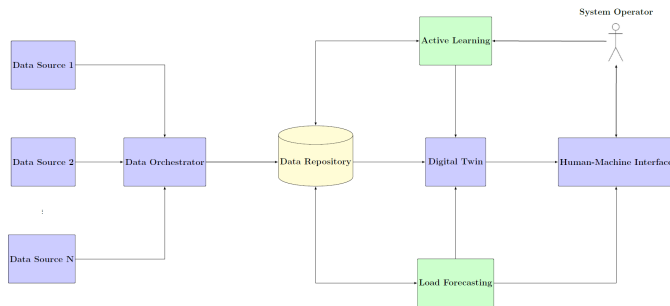 System Operator
Active Learning
Data Source 1
Data Source 2
Data Orchestrator
Data Repository
Digital Twin
Human-Machine Interface
⋮
Data Source N
Load Forecasting